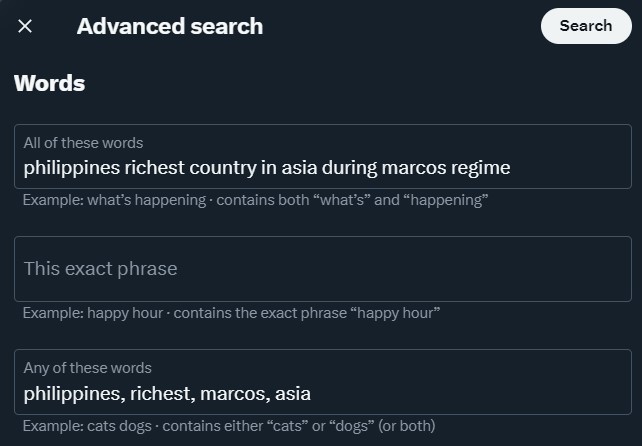 Advanced search
Search
Words
All of these words
philippines richest country in asia during marcos regime
Example: what’s happening · contains both “what’s” and “happening”
This exact phrase
Example: happy hour · contains the exact phrase “happy hour”
Any of these words
philippines, richest, marcos, asia
Example: cats dogs · contains either “cats” or “dogs” (or both)